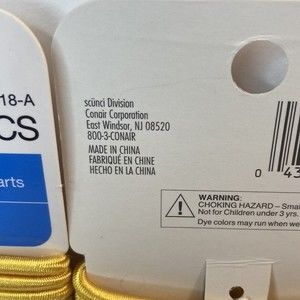 18-A
CS
arts
scünci Division
Conair Corporation
East Windsor, NJ 08520
800-3-CONAIR
MADE IN CHINA
FABRIQUÉ EN CHINE
HECHO EN LA CHINA
0 43
WARNING:
CHOKING HAZARD – Smal
Not for Children under 3 yrs.
Dye colors may run when we